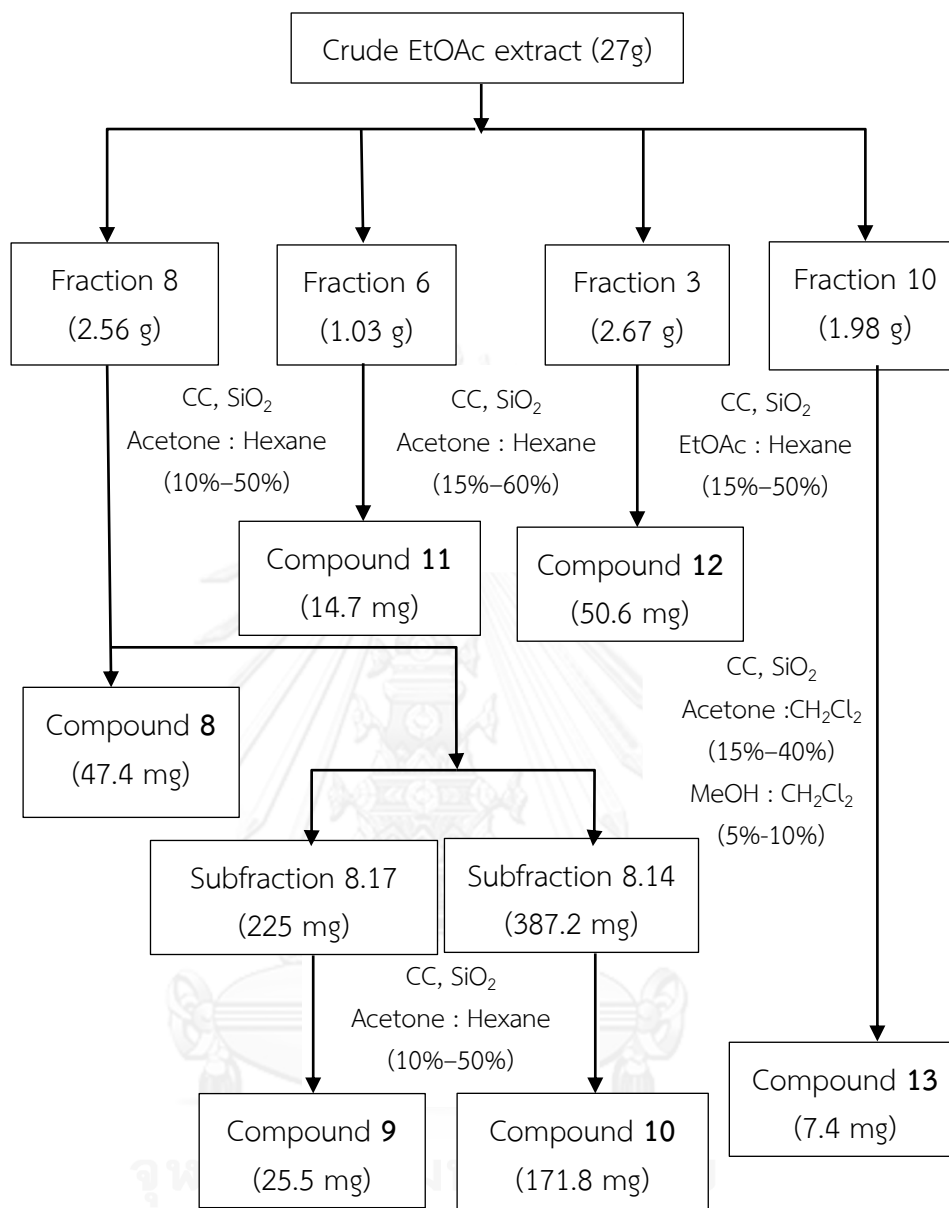 Crude EtOAc extract (27g)
Fraction 8
(2.56 g)
Fraction 6
(1.03 g)
Fraction 3
(2.67 g)
Fraction 10
(1.98 g)
CC, SiO₂
Acetone : Hexane
(10%–50%)
CC, SiO₂
Acetone : Hexane
(15%–60%)
CC, SiO₂
EtOAc : Hexane
(15%–50%)
Compound 11
(14.7 mg)
Compound 12
(50.6 mg)
CC, SiO₂
Acetone :CH₂Cl₂
(15%–40%)
MeOH : CH₂Cl₂
(5%-10%)
Compound 8
(47.4 mg)
Subfraction 8.17
(225 mg)
Subfraction 8.14
(387.2 mg)
CC, SiO₂
Acetone : Hexane
(10%–50%)
Compound 9
(25.5 mg)
Compound 10
(171.8 mg)
Compound 13
(7.4 mg)